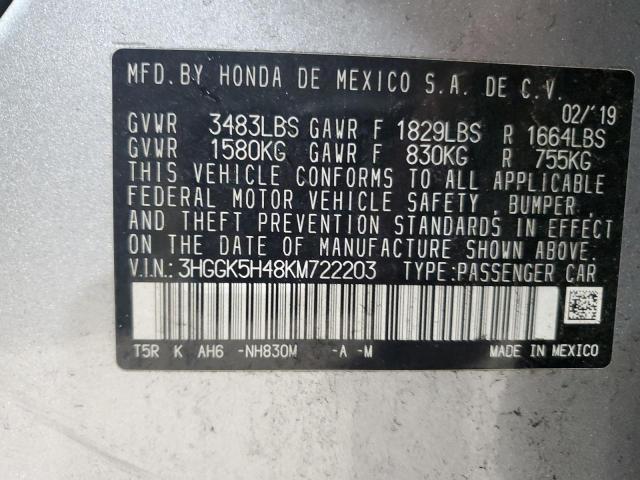 MFD. BY HONDA DE MEXICO S.A. DE C.V.
02/'19
GVWR 3483LBS GAWR F 1829LBS R 1664LBS
GVWR 1580KG GAWR F 830KG R 755KG
THIS VEHICLE CONFORMS TO ALL APPLICABLE
FEDERAL MOTOR VEHICLE SAFETY, BUMPER,
AND THEFT PREVENTION STANDARDS IN EFFECT
ON THE DATE OF MANUFACTURE SHOWN ABOVE.
V.I.N.: 3HGGK5H48KM722203 TYPE:PASSENGER CAR
T5R K AH6 -NH830M -A -M MADE IN MEXICO